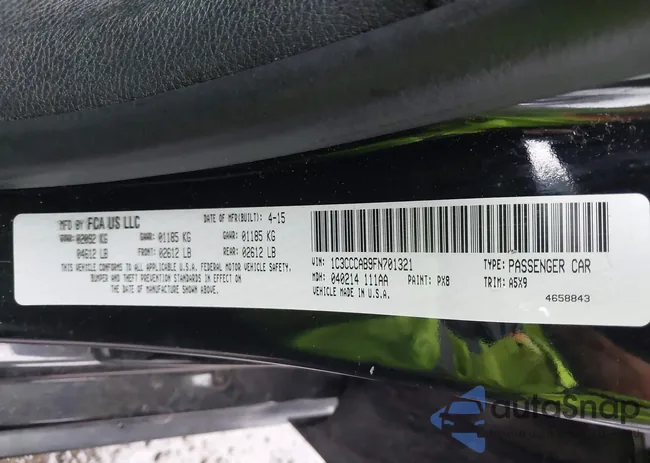 MFD BY FCA US LLC
DATE OF MFR(BUILT): 4-15
GVWR: 02092 KG GAWR: 01185 KG GAWR: 01185 KG
04612 LB FRONT: 02612 LB REAR: 02612 LB
THIS VEHICLE CONFORMS TO ALL APPLICABLE U.S.A. FEDERAL MOTOR VEHICLE SAFETY,
BUMPER AND THEFT PREVENTION STANDARDS IN EFFECT ON
THE DATE OF MANUFACTURE SHOWN ABOVE.
VIN: 1C3CCCAB9FN701321 TYPE: PASSENGER CAR
MDH: 040214 111AA PAINT: PX8 TRIM: A5X9
VEHICLE MADE IN U.S.A.
4658843
autoSnap